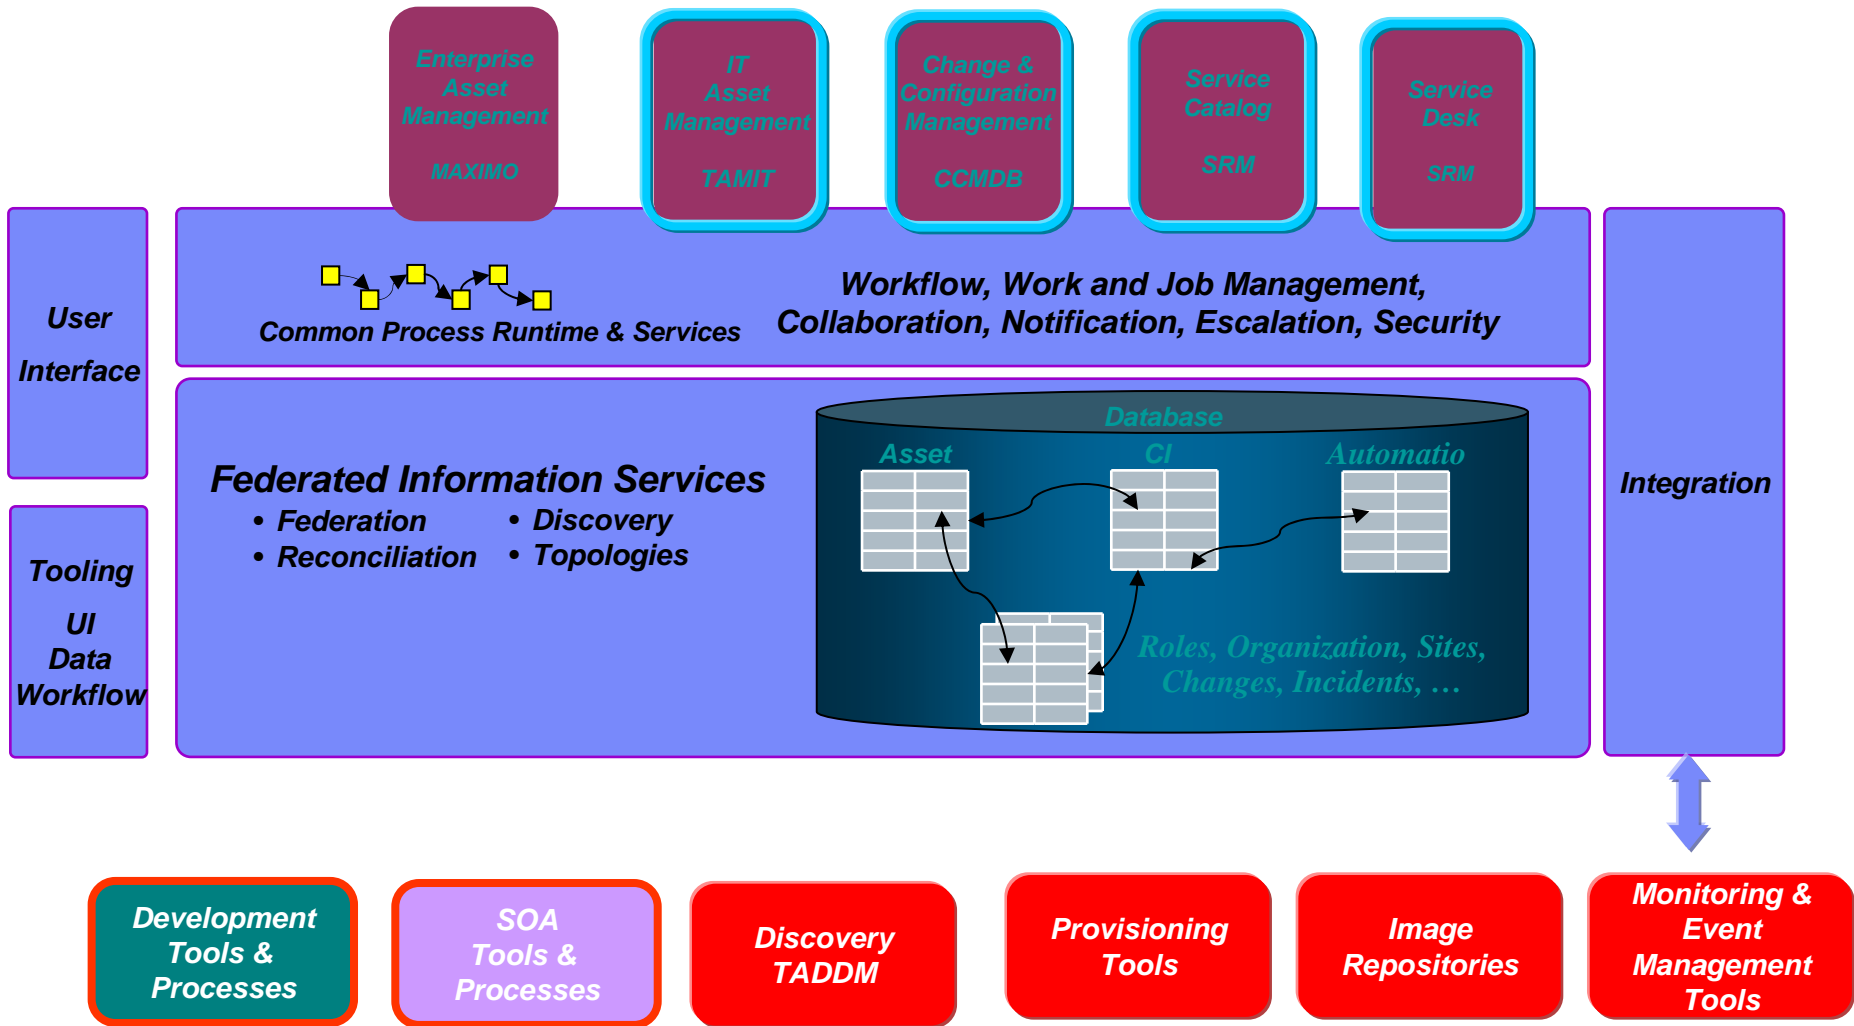 Enterprise
Asset
Management
MAXIMO
IT
Asset
Management
TAMIT
Change &
Configuration
Management
CCMDB
Service
Catalog
SRM
Service
Desk
SRM
User
Interface
Common Process Runtime & Services
Workflow, Work and Job Management,
Collaboration, Notification, Escalation, Security
Tooling
UI
Data
Workflow
Federated Information Services
• Federation
• Reconciliation
• Discovery
• Topologies
Database
Asset
CI
Automatio
Roles, Organization, Sites,
Changes, Incidents, …
Integration
Development
Tools &
Processes
SOA
Tools &
Processes
Discovery
TADDM
Provisioning
Tools
Image
Repositories
Monitoring &
Event
Management
Tools